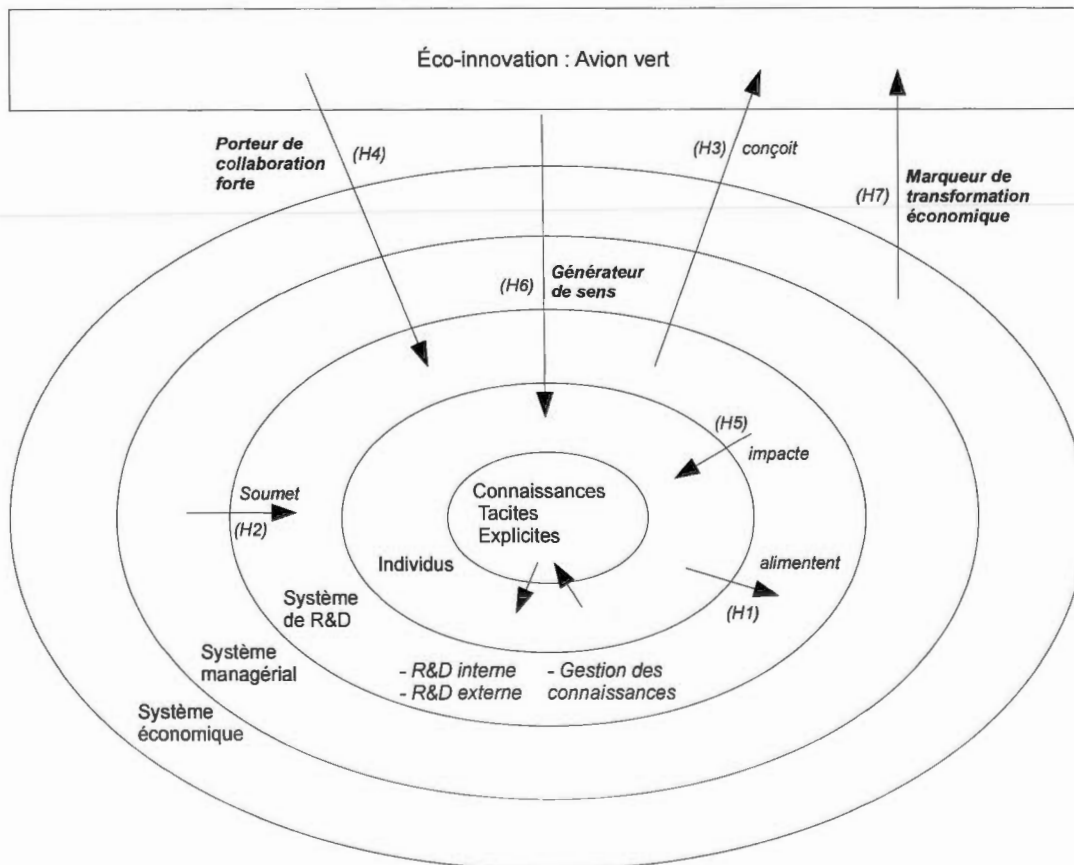 Éco-innovation : Avion vert
Porteur de
collaboration
forte
(H4)
(H3) conçoit
(H7)
Marqueur de
transformation
économique
(H6)
Générateur
de sens
(H5)
impacte
Soumet
(H2)
Connaissances
Tacites
Explicites
Individus
alimentent
(H1)
Système
de R&D
Système
managérial
- R&D interne
- R&D externe
- Gestion des
connaissances
Système
économique